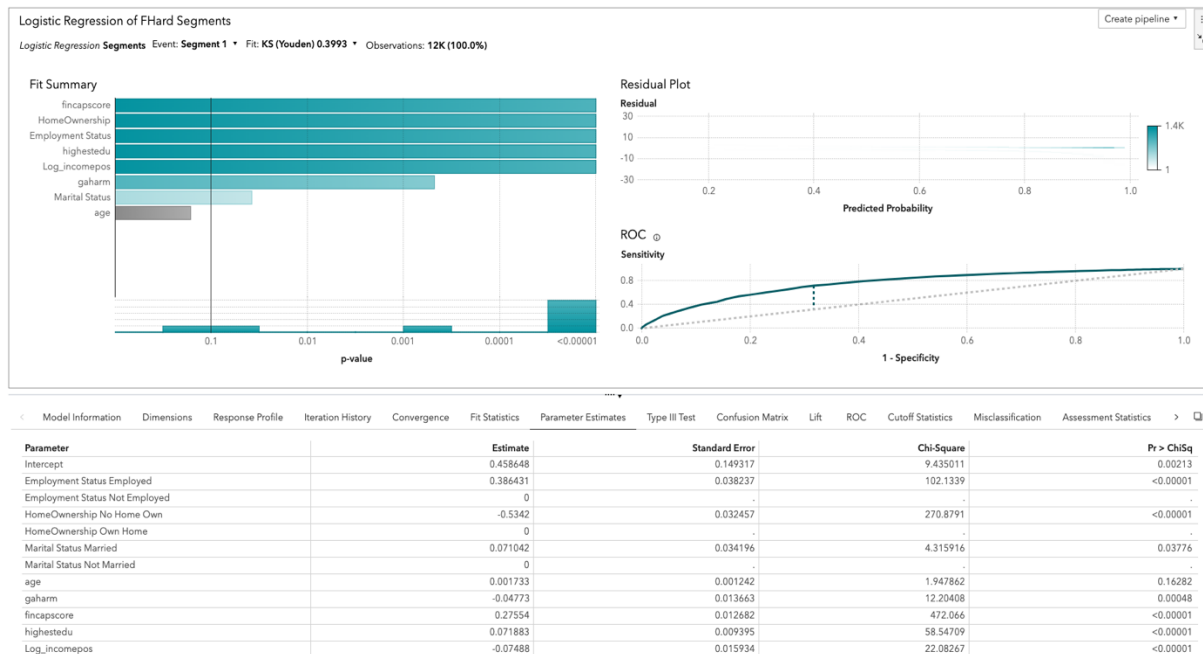 Logistic Regression of FHard Segments
Create pipeline
Logistic Regression Segments Event: Segment 1 Fit: KS (Youden) 0.3993 Observations: 12K (100.0%)
Fit Summary
fincapscore
HomeOwnership
Employment Status
highestedu
Log_incomepos
gaharm
Marital Status
age
0.1 0.01 0.001 0.0001 <0.00001
p-value
Residual Plot
Residual
30
10
-10
-30
0.2 0.4 0.6 0.8 1.0
Predicted Probability
1.4K
1
ROC
Sensitivity
0.8
0.4
0.0
0.0 0.2 0.4 0.6 0.8 1.0
1 - Specificity
Model Information Dimensions Response Profile Iteration History Convergence Fit Statistics Parameter Estimates Type III Test Confusion Matrix Lift ROC Cutoff Statistics Misclassification Assessment Statistics
Parameter Estimate Standard Error Chi-Square Pr > ChiSq
Intercept 0.458648 0.149317 9.435011 0.00213
Employment Status Employed 0.386431 0.038237 102.1339 <0.00001
Employment Status Not Employed 0 . . .
HomeOwnership No Home Own -0.5342 0.032457 270.8791 <0.00001
HomeOwnership Own Home 0 . . .
Marital Status Married 0.071042 0.034196 4.315916 0.03776
Marital Status Not Married 0 . . .
age 0.001733 0.001242 1.947862 0.16282
gaharm -0.04773 0.013663 12.20408 0.00048
fincapscore 0.27554 0.012682 472.066 <0.00001
highestedu 0.071883 0.009395 58.54709 <0.00001
Log_incomepos -0.07488 0.015934 22.08267 <0.00001